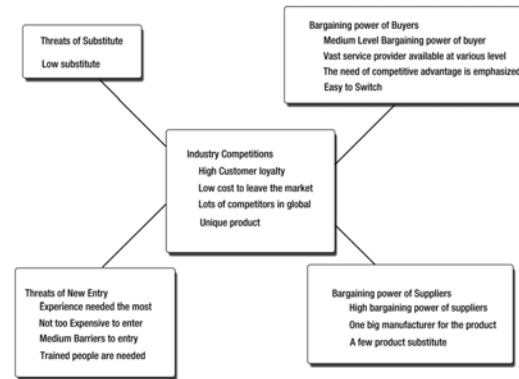 Threats of Substitute
Low substitute
Bargaining power of Buyers
Medium Level Bargaining power of buyer
Vast service provider available at various level
The need of competitive advantage is emphasized
Easy to Switch
Industry Competitions
High Customer loyalty
Low cost to leave the market
Lots of competitors in global
Unique product
Threats of New Entry
Experience needed the most
Not too Expensive to enter
Medium Barriers to entry
Trained people are needed
Bargaining power of Suppliers
High bargaining power of suppliers
One big manufacturer for the product
A few product substitute